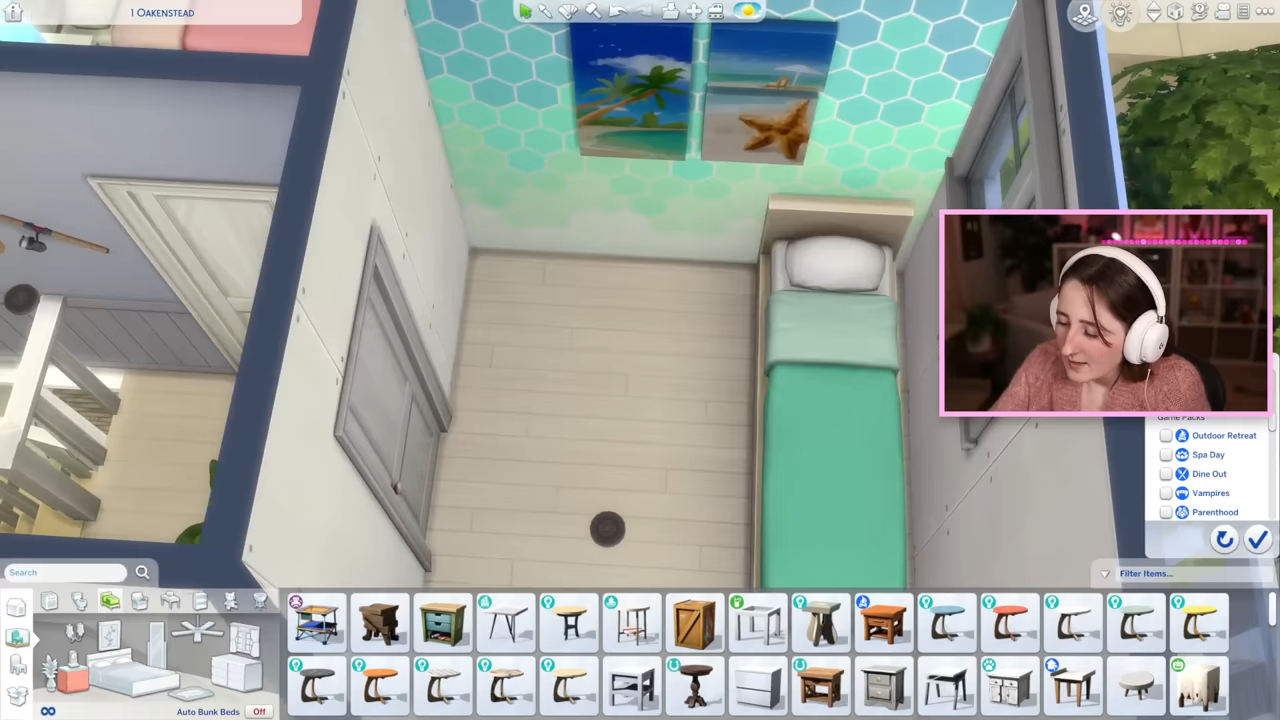 1 OAKENSTEAD
Game Packs
Outdoor Retreat
Spa Day
Dine Out
Vampires
Parenthood
Search
Filter Items...
Auto Bunk Beds Off